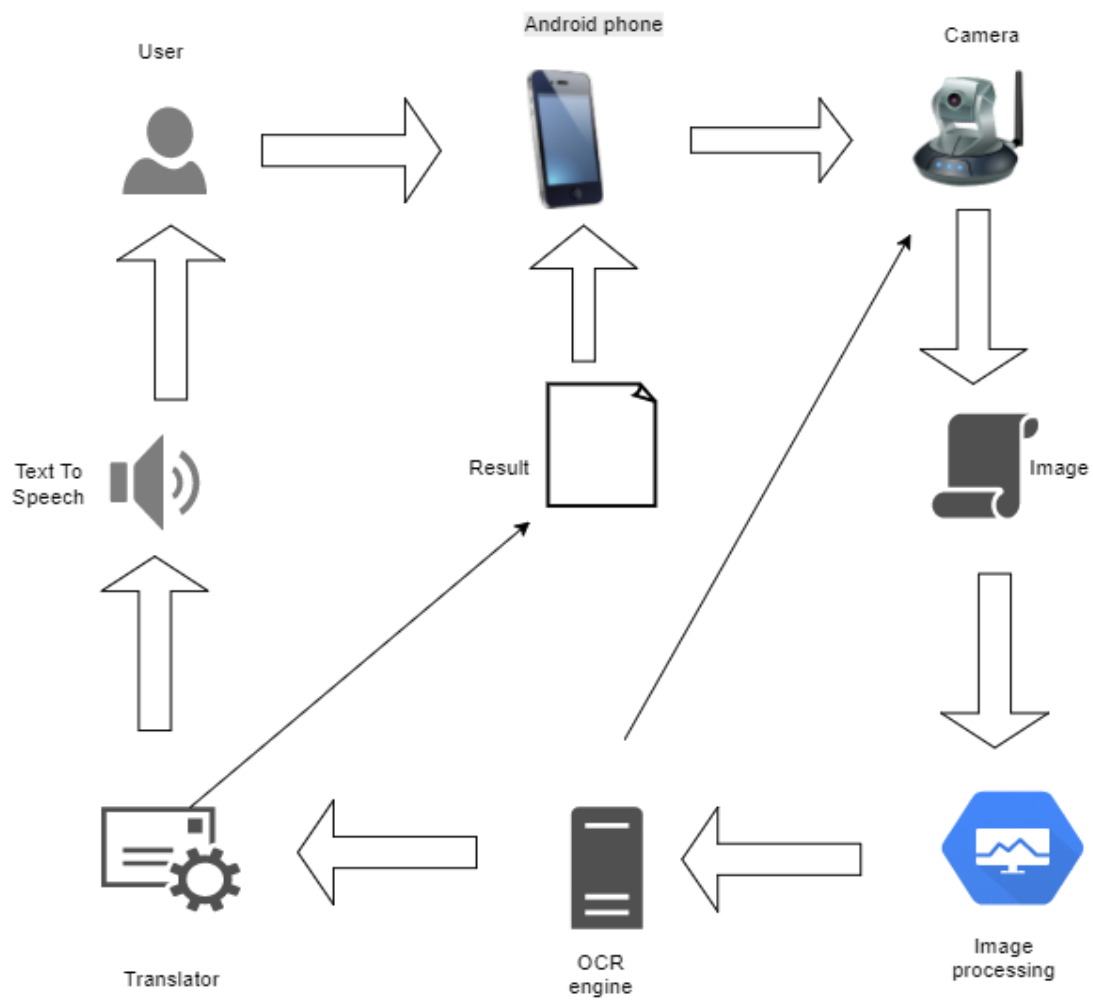 User
Android phone
Camera
Text To
Speech
Result
Image
Translator
OCR
engine
Image
processing